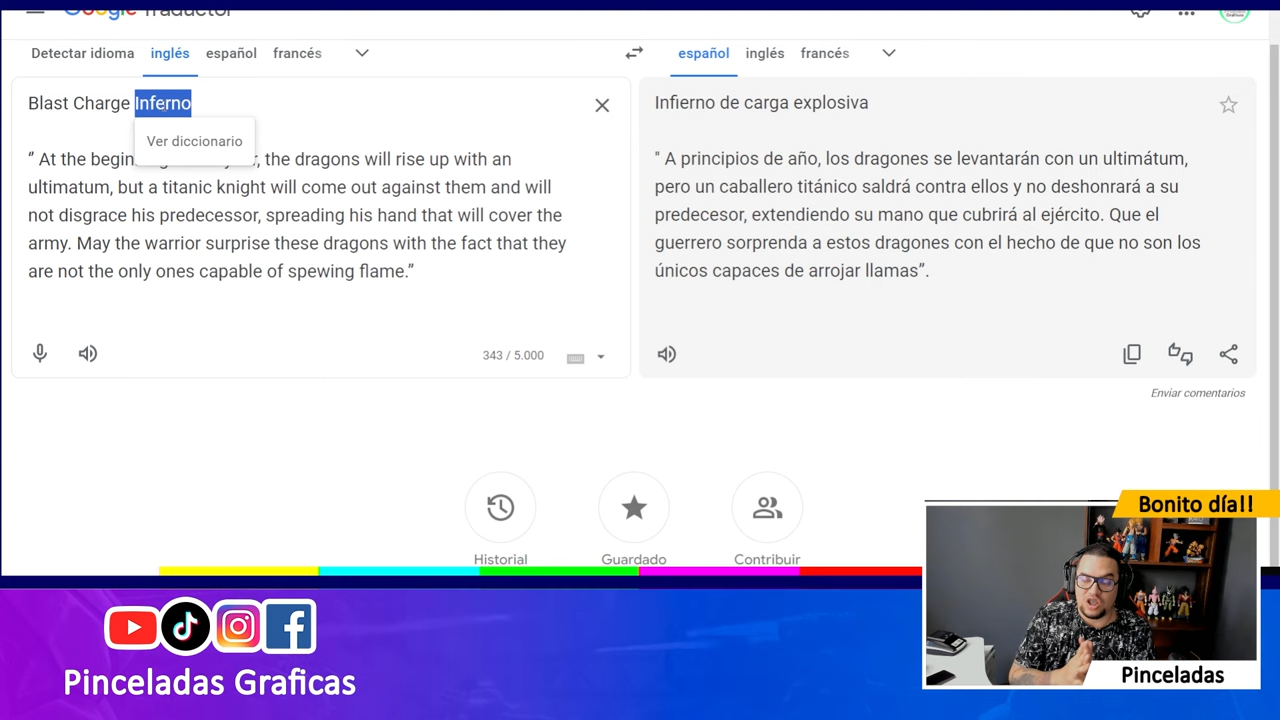 Google Traductor
Detectar idioma inglés español francés
español inglés francés
Blast Charge Inferno
Ver diccionario
“ At the begin r, the dragons will rise up with an
ultimatum, but a titanic knight will come out against them and will
not disgrace his predecessor, spreading his hand that will cover the
army. May the warrior surprise these dragons with the fact that they
are not the only ones capable of spewing flame.”
343 / 5.000
Infierno de carga explosiva
" A principios de año, los dragones se levantarán con un ultimátum,
pero un caballero titánico saldrá contra ellos y no deshonrará a su
predecesor, extendiendo su mano que cubrirá al ejército. Que el
guerrero sorprenda a estos dragones con el hecho de que no son los
únicos capaces de arrojar llamas”.
Enviar comentarios
Historial Guardado Contribuir
Bonito día!!
Pinceladas Graficas
Pinceladas